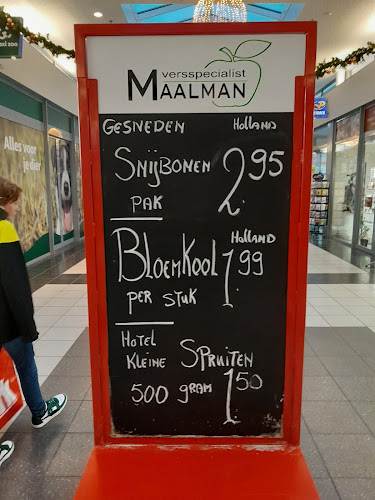 versspecialist
MAALMAN
GESNEDEN HOLLAND
SNIJBONEN 2.95
PAK
HOLLAND
BLOEMKOOL 1,99
PER STUK
HOTEL
KLEINE SPRUITEN
500 GRAM 1,50
Alles voor
je dier